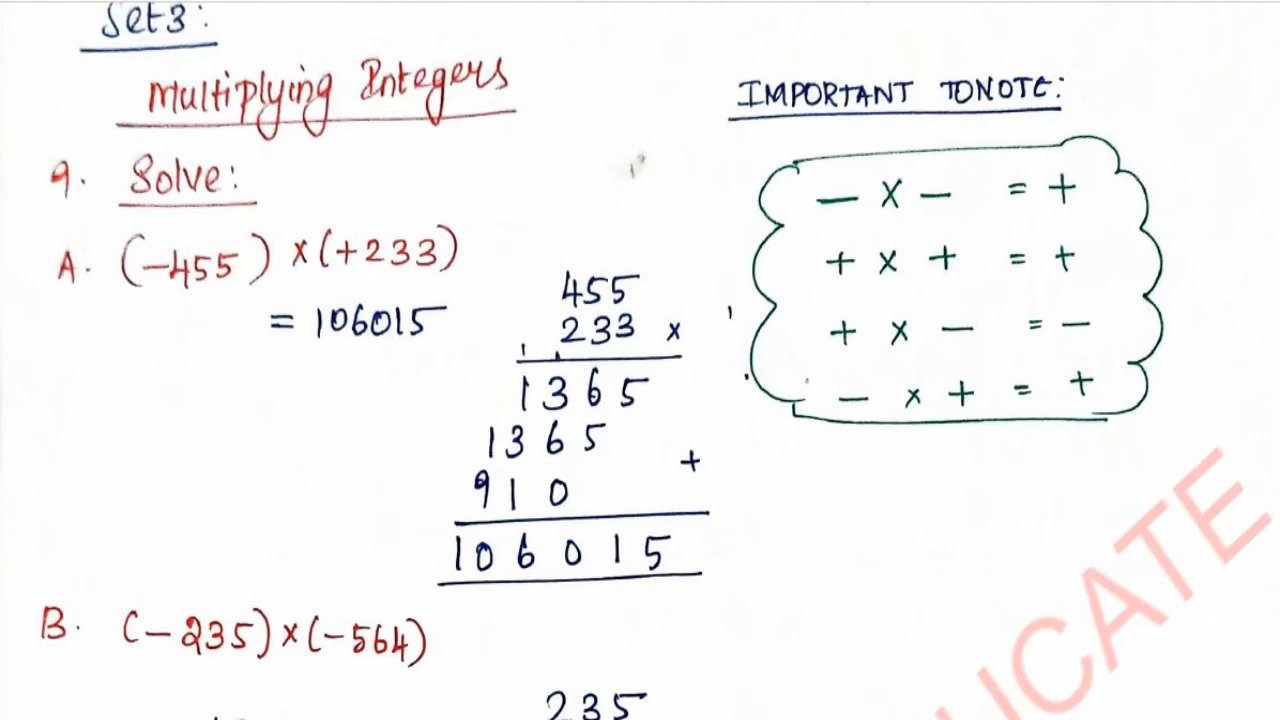 Set3:
Multiplying Integers
9. Solve:
A. (-455) × (+233)
= 106015
455
233 ×
1365
1365
+
910
106015
B. (-235) × (-564)
235
IMPORTANT TONOTE:
- × - = +
+ × + = +
+ × - = -
- × + = +